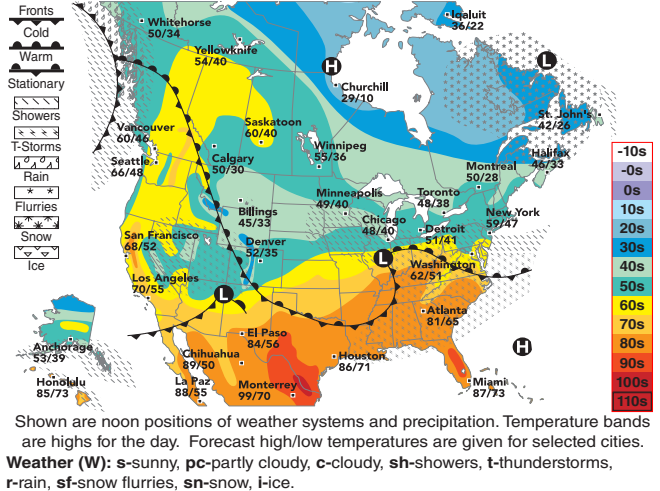 Fronts
Cold
Warm
Stationary
Showers
T-Storms
Rain
Flurries
Snow
Ice
Whitehorse
50/34
Yellowknife
54/40
Iqaluit
36/22
H
L
Churchill
29/10
St. John's
42/26
Vancouver
60/46
Saskatoon
60/40
Winnipeg
55/36
Halifax
46/33
Seattle
66/48
Calgary
50/30
Montreal
50/28
Minneapolis
49/40
Toronto
48/38
Billings
45/33
Chicago
48/40
New York
59/47
San Francisco
68/52
Denver
52/35
Detroit
51/41
L
Washington
62/51
Los Angeles
70/55
L
Atlanta
81/65
El Paso
84/56
H
Anchorage
53/39
Chihuahua
89/50
Houston
86/71
Honolulu
85/73
La Paz
88/55
Monterrey
99/70
Miami
87/73
-10s
-0s
0s
10s
20s
30s
40s
50s
60s
70s
80s
90s
100s
110s
Shown are noon positions of weather systems and precipitation. Temperature bands
are highs for the day. Forecast high/low temperatures are given for selected cities.
Weather (W): s-sunny, pc-partly cloudy, c-cloudy, sh-showers, t-thunderstorms,
r-rain, sf-snow flurries, sn-snow, i-ice.